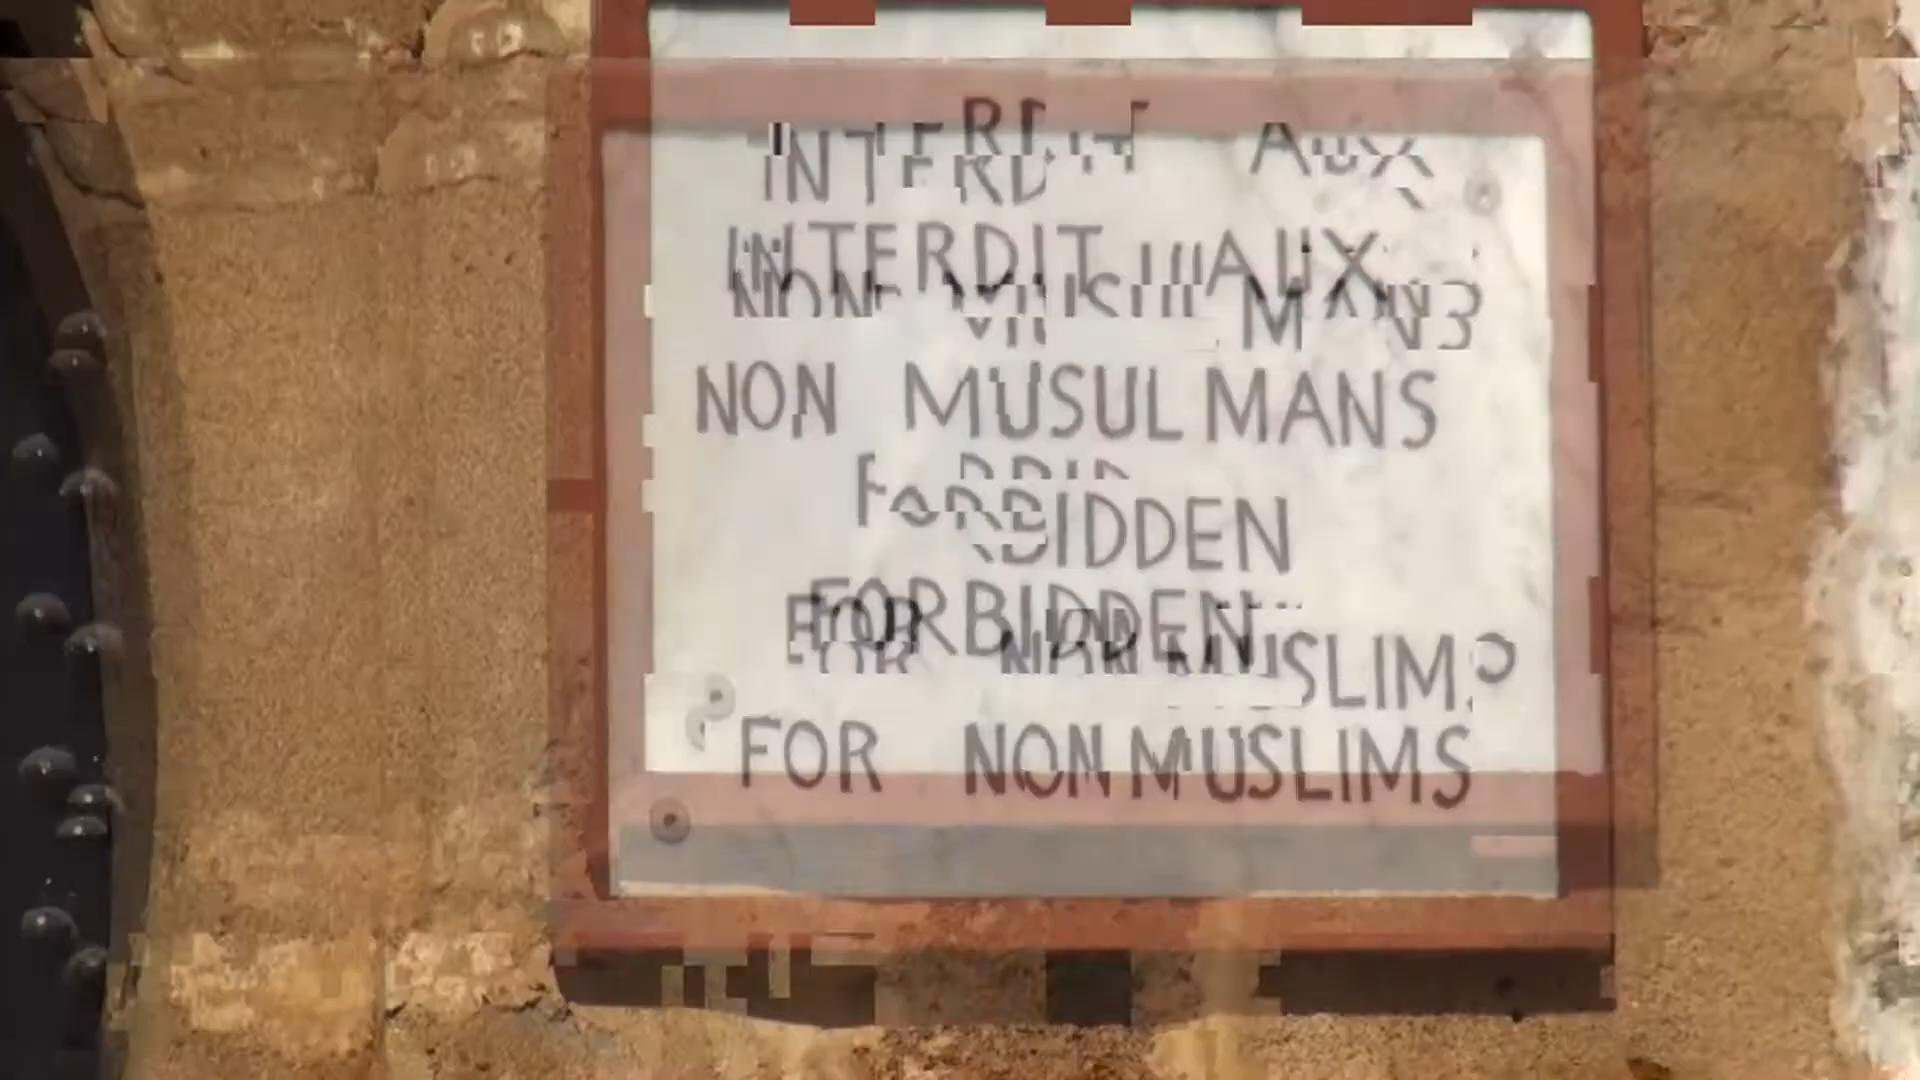 INTERDIT AUX
NON MUSULMANS
FORBIDDEN
FOR NON MUSLIMS